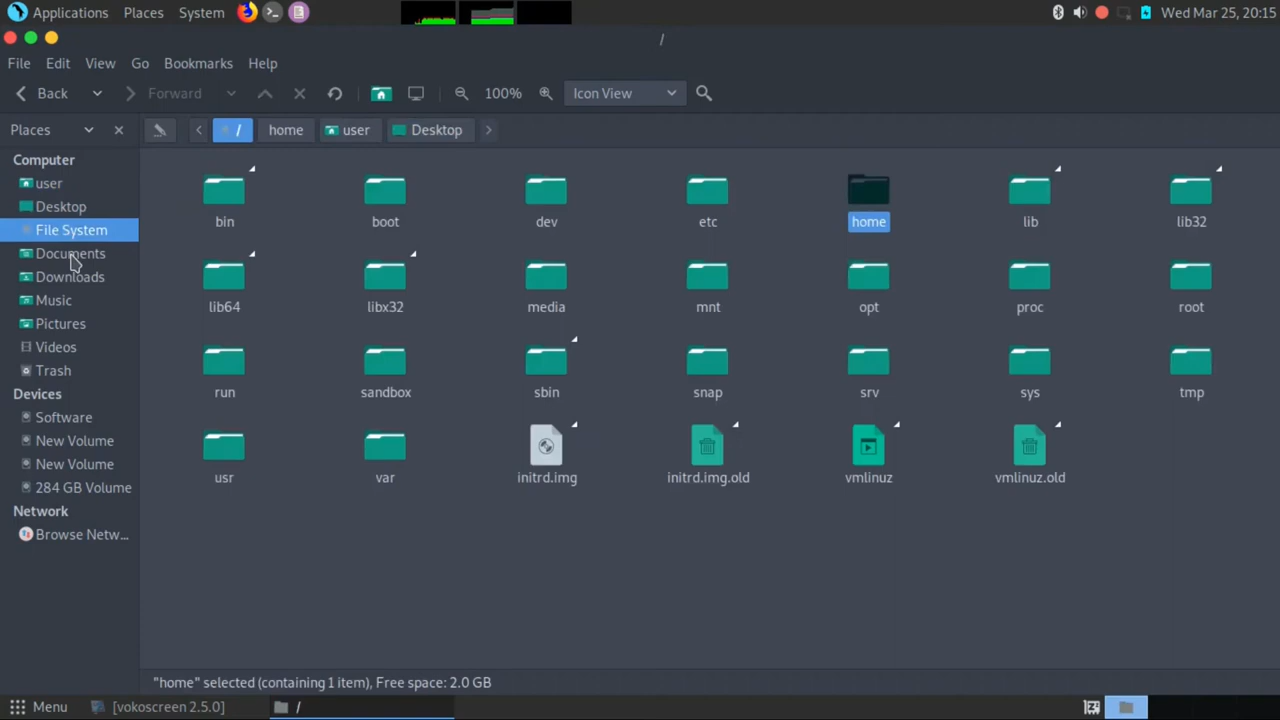 Applications Places System Wed Mar 25, 20:15
/
File Edit View Go Bookmarks Help
Back Forward 100% Icon View
Places / home user Desktop
Computer
user
Desktop
File System
Documents
Downloads
Music
Pictures
Videos
Trash
Devices
Software
New Volume
New Volume
284 GB Volume
Network
Browse Netw...
bin boot dev etc home lib lib32
lib64 libx32 media mnt opt proc root
run sandbox sbin snap srv sys tmp
usr var initrd.img initrd.img.old vmlinuz vmlinuz.old
"home" selected (containing 1 item), Free space: 2.0 GB
Menu [vokoscreen 2.5.0] /